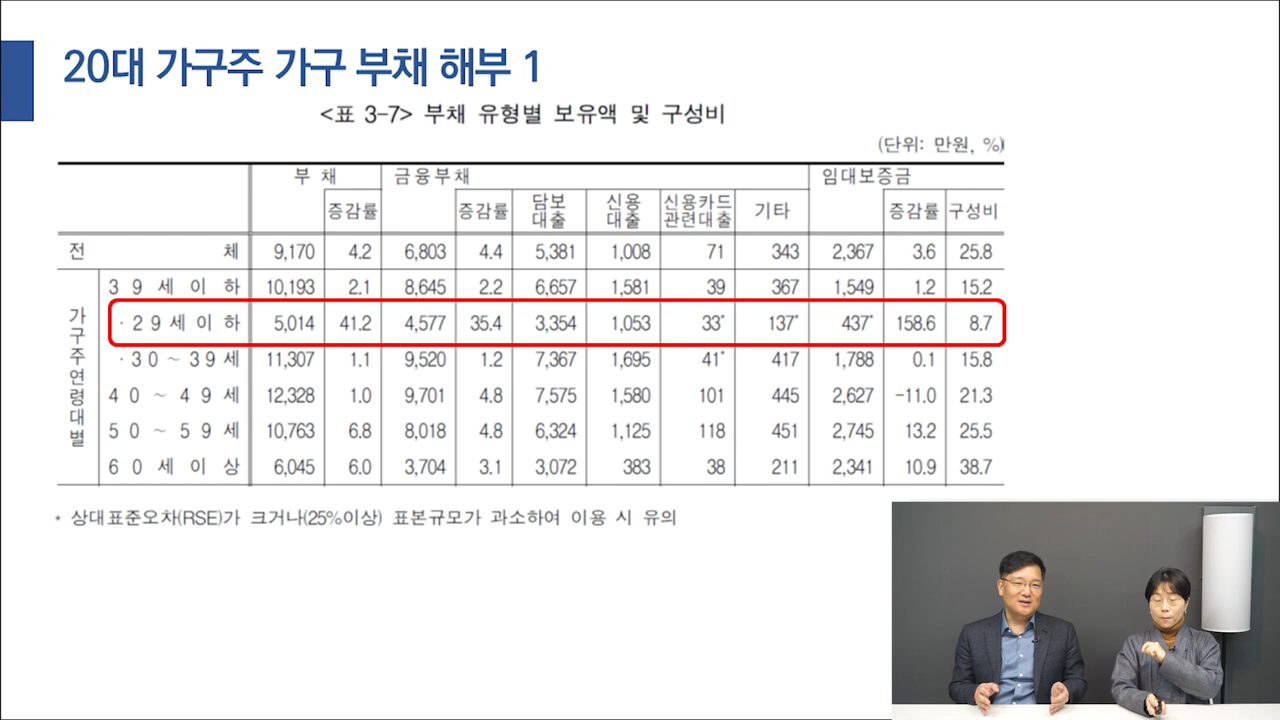 20대 가구주 가구 부채 해부 1
<표 3-7> 부채 유형별 보유액 및 구성비
(단위: 만원, %)
부 채 금융부채 임대보증금
증감률 증감률 담보대출 신용대출 신용카드관련대출 기타 증감률 구성비
전 체 9,170 4.2 6,803 4.4 5,381 1,008 71 343 2,367 3.6 25.8
가구주연령대별
39세이하 10,193 2.1 8,645 2.2 6,657 1,581 39 367 1,549 1.2 15.2
·29세이하 5,014 41.2 4,577 35.4 3,354 1,053 33* 137* 437* 158.6 8.7
·30~39세 11,307 1.1 9,520 1.2 7,367 1,695 41* 417 1,788 0.1 15.8
40~49세 12,328 1.0 9,701 4.8 7,575 1,580 101 445 2,627 -11.0 21.3
50~59세 10,763 6.8 8,018 4.8 6,324 1,125 118 451 2,745 13.2 25.5
60세이상 6,045 6.0 3,704 3.1 3,072 383 38 211 2,341 10.9 38.7
* 상대표준오차(RSE)가 크거나(25%이상) 표본규모가 과소하여 이용 시 유의